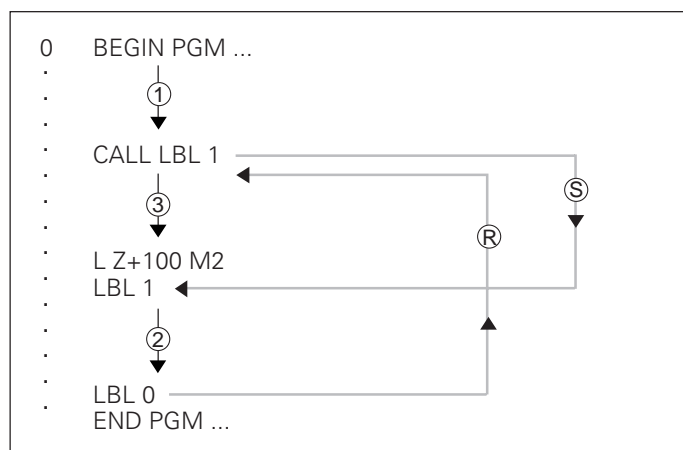 0 BEGIN PGM ...
1
CALL LBL 1
S
3
R
L Z+100 M2
LBL 1
2
LBL 0
END PGM ...